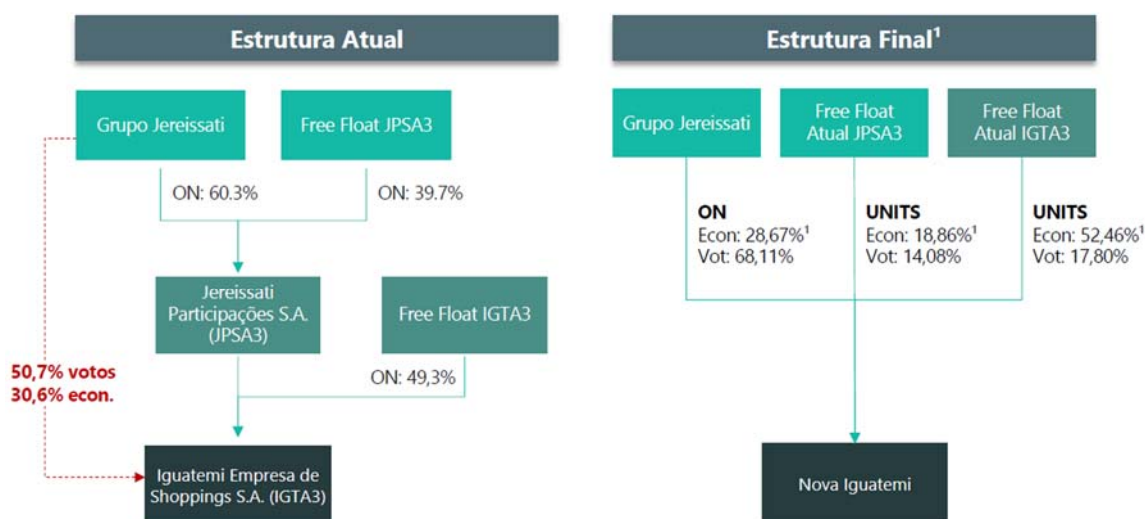 Estrutura Atual
Grupo Jereissati
Free Float JPSA3
ON: 60.3%
ON: 39.7%
Jereissati
Participações S.A.
(JPSA3)
Free Float IGTA3
ON: 49,3%
50,7% votos
30,6% econ.
Iguatemi Empresa de
Shoppings S.A. (IGTA3)
Estrutura Final¹
Grupo Jereissati
Free Float
Atual JPSA3
Free Float
Atual IGTA3
ON
Econ: 28,67%¹
Vot: 68,11%
UNITS
Econ: 18,86%¹
Vot: 14,08%
UNITS
Econ: 52,46%¹
Vot: 17,80%
Nova Iguatemi